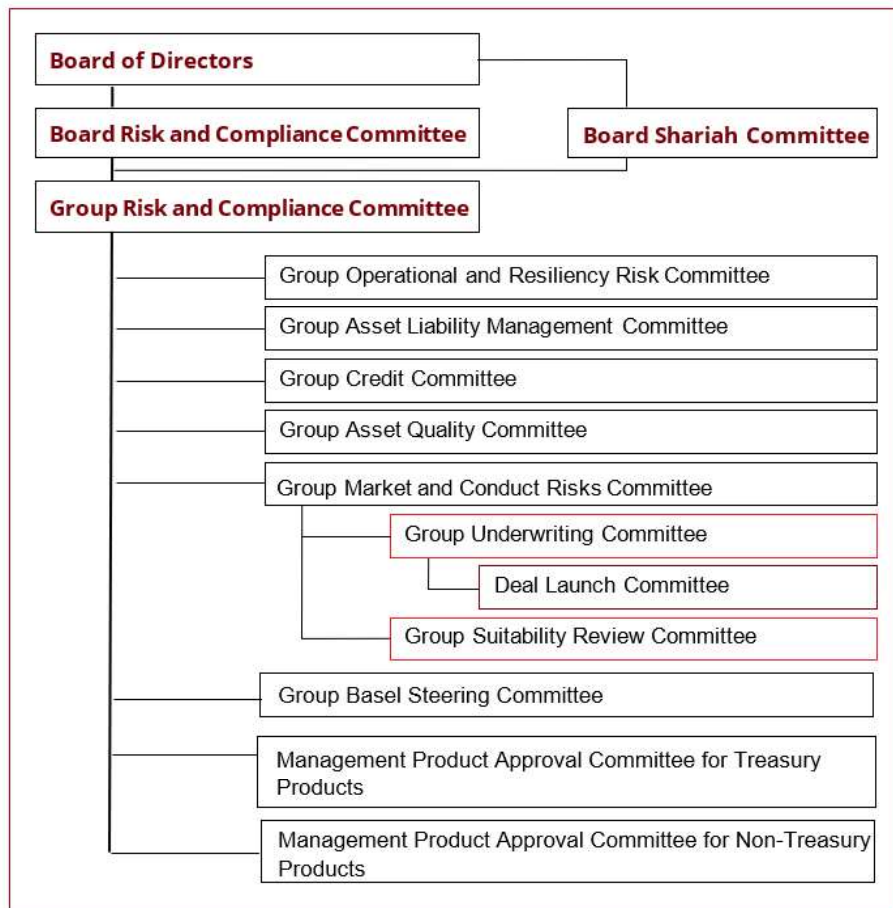 Board of Directors
Board Risk and Compliance Committee
Board Shariah Committee
Group Risk and Compliance Committee
Group Operational and Resiliency Risk Committee
Group Asset Liability Management Committee
Group Credit Committee
Group Asset Quality Committee
Group Market and Conduct Risks Committee
Group Underwriting Committee
Deal Launch Committee
Group Suitability Review Committee
Group Basel Steering Committee
Management Product Approval Committee for Treasury
Products
Management Product Approval Committee for Non-Treasury
Products